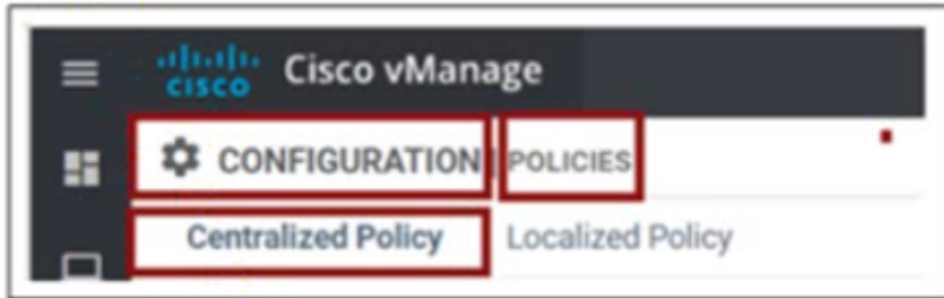 CISCO Cisco vManage
CONFIGURATION | POLICIES
Centralized Policy Localized Policy